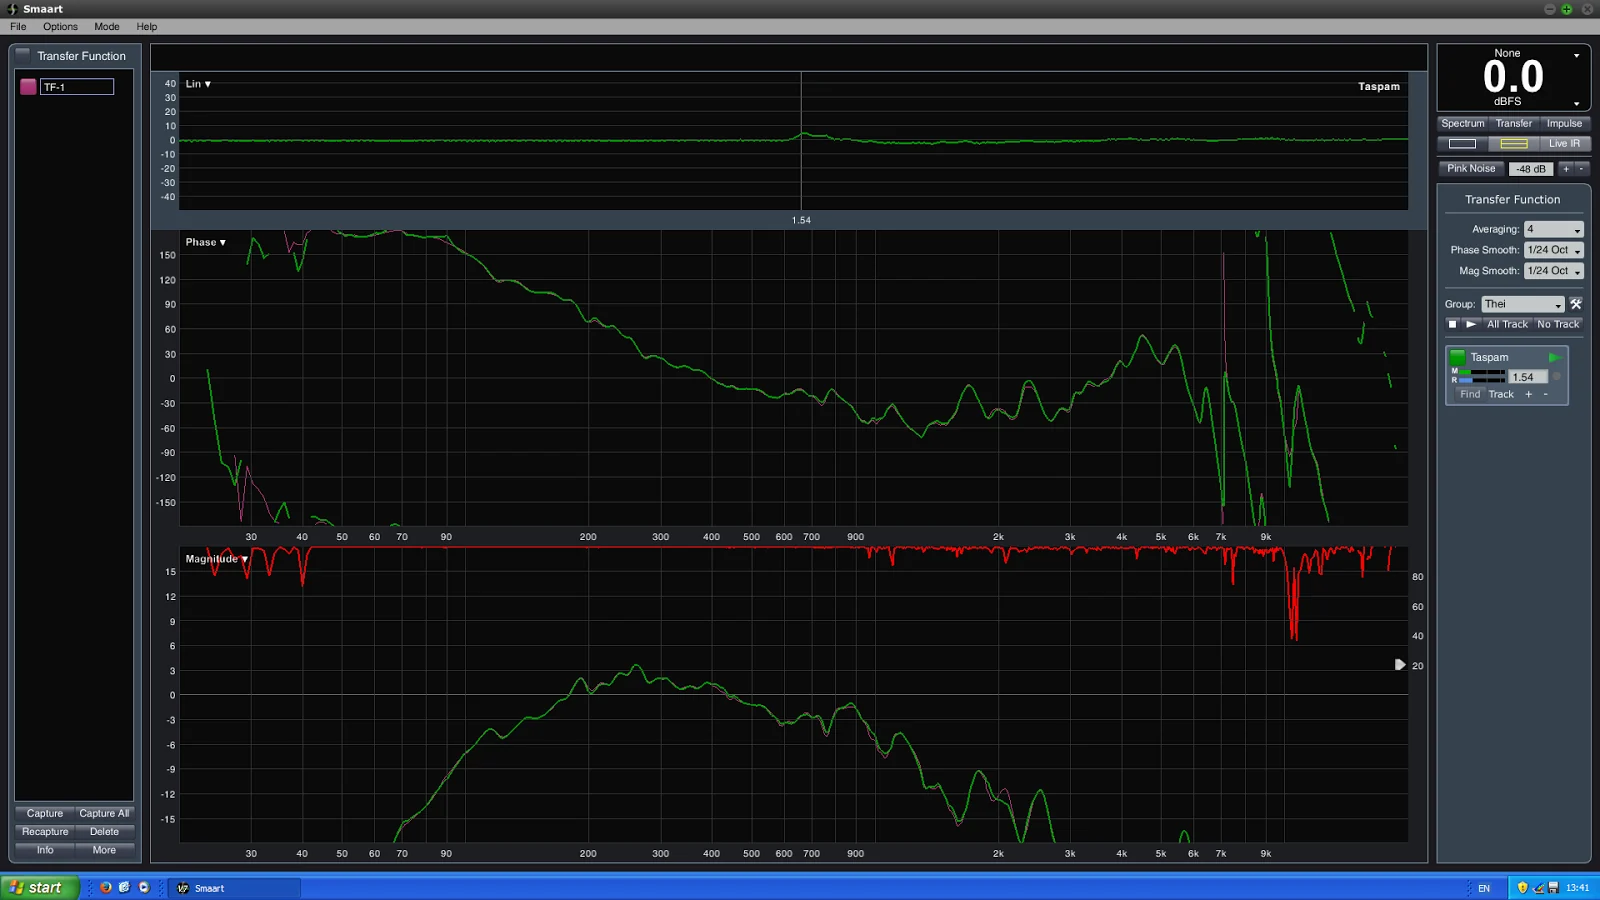 Smaart
File Options Mode Help
Transfer Function
TF-1
Capture Capture All
Recapture Delete
Info More
Lin ▾
Taspam
40
30
20
10
0
-10
-20
-30
-40
1.54
Phase ▾
150
120
90
60
30
0
-30
-60
-90
-120
-150
30 40 50 60 70 90 200 300 400 500 600 700 900 2k 3k 4k 5k 6k 7k 9k
Magnitude ▾
15
12
9
6
3
0
-3
-6
-9
-12
-15
80
60
40
20
30 40 50 60 70 90 200 300 400 500 600 700 900 2k 3k 4k 5k 6k 7k 9k
None
0.0
dBFS
Spectrum Transfer Impulse
Live IR
Pink Noise -48 dB + -
Transfer Function
Averaging: 4
Phase Smooth: 1/24 Oct
Mag Smooth: 1/24 Oct
Group: Thei
All Track No Track
Taspam
M
R
1.54
Find Track + -
start
Smaart
EN
13:41